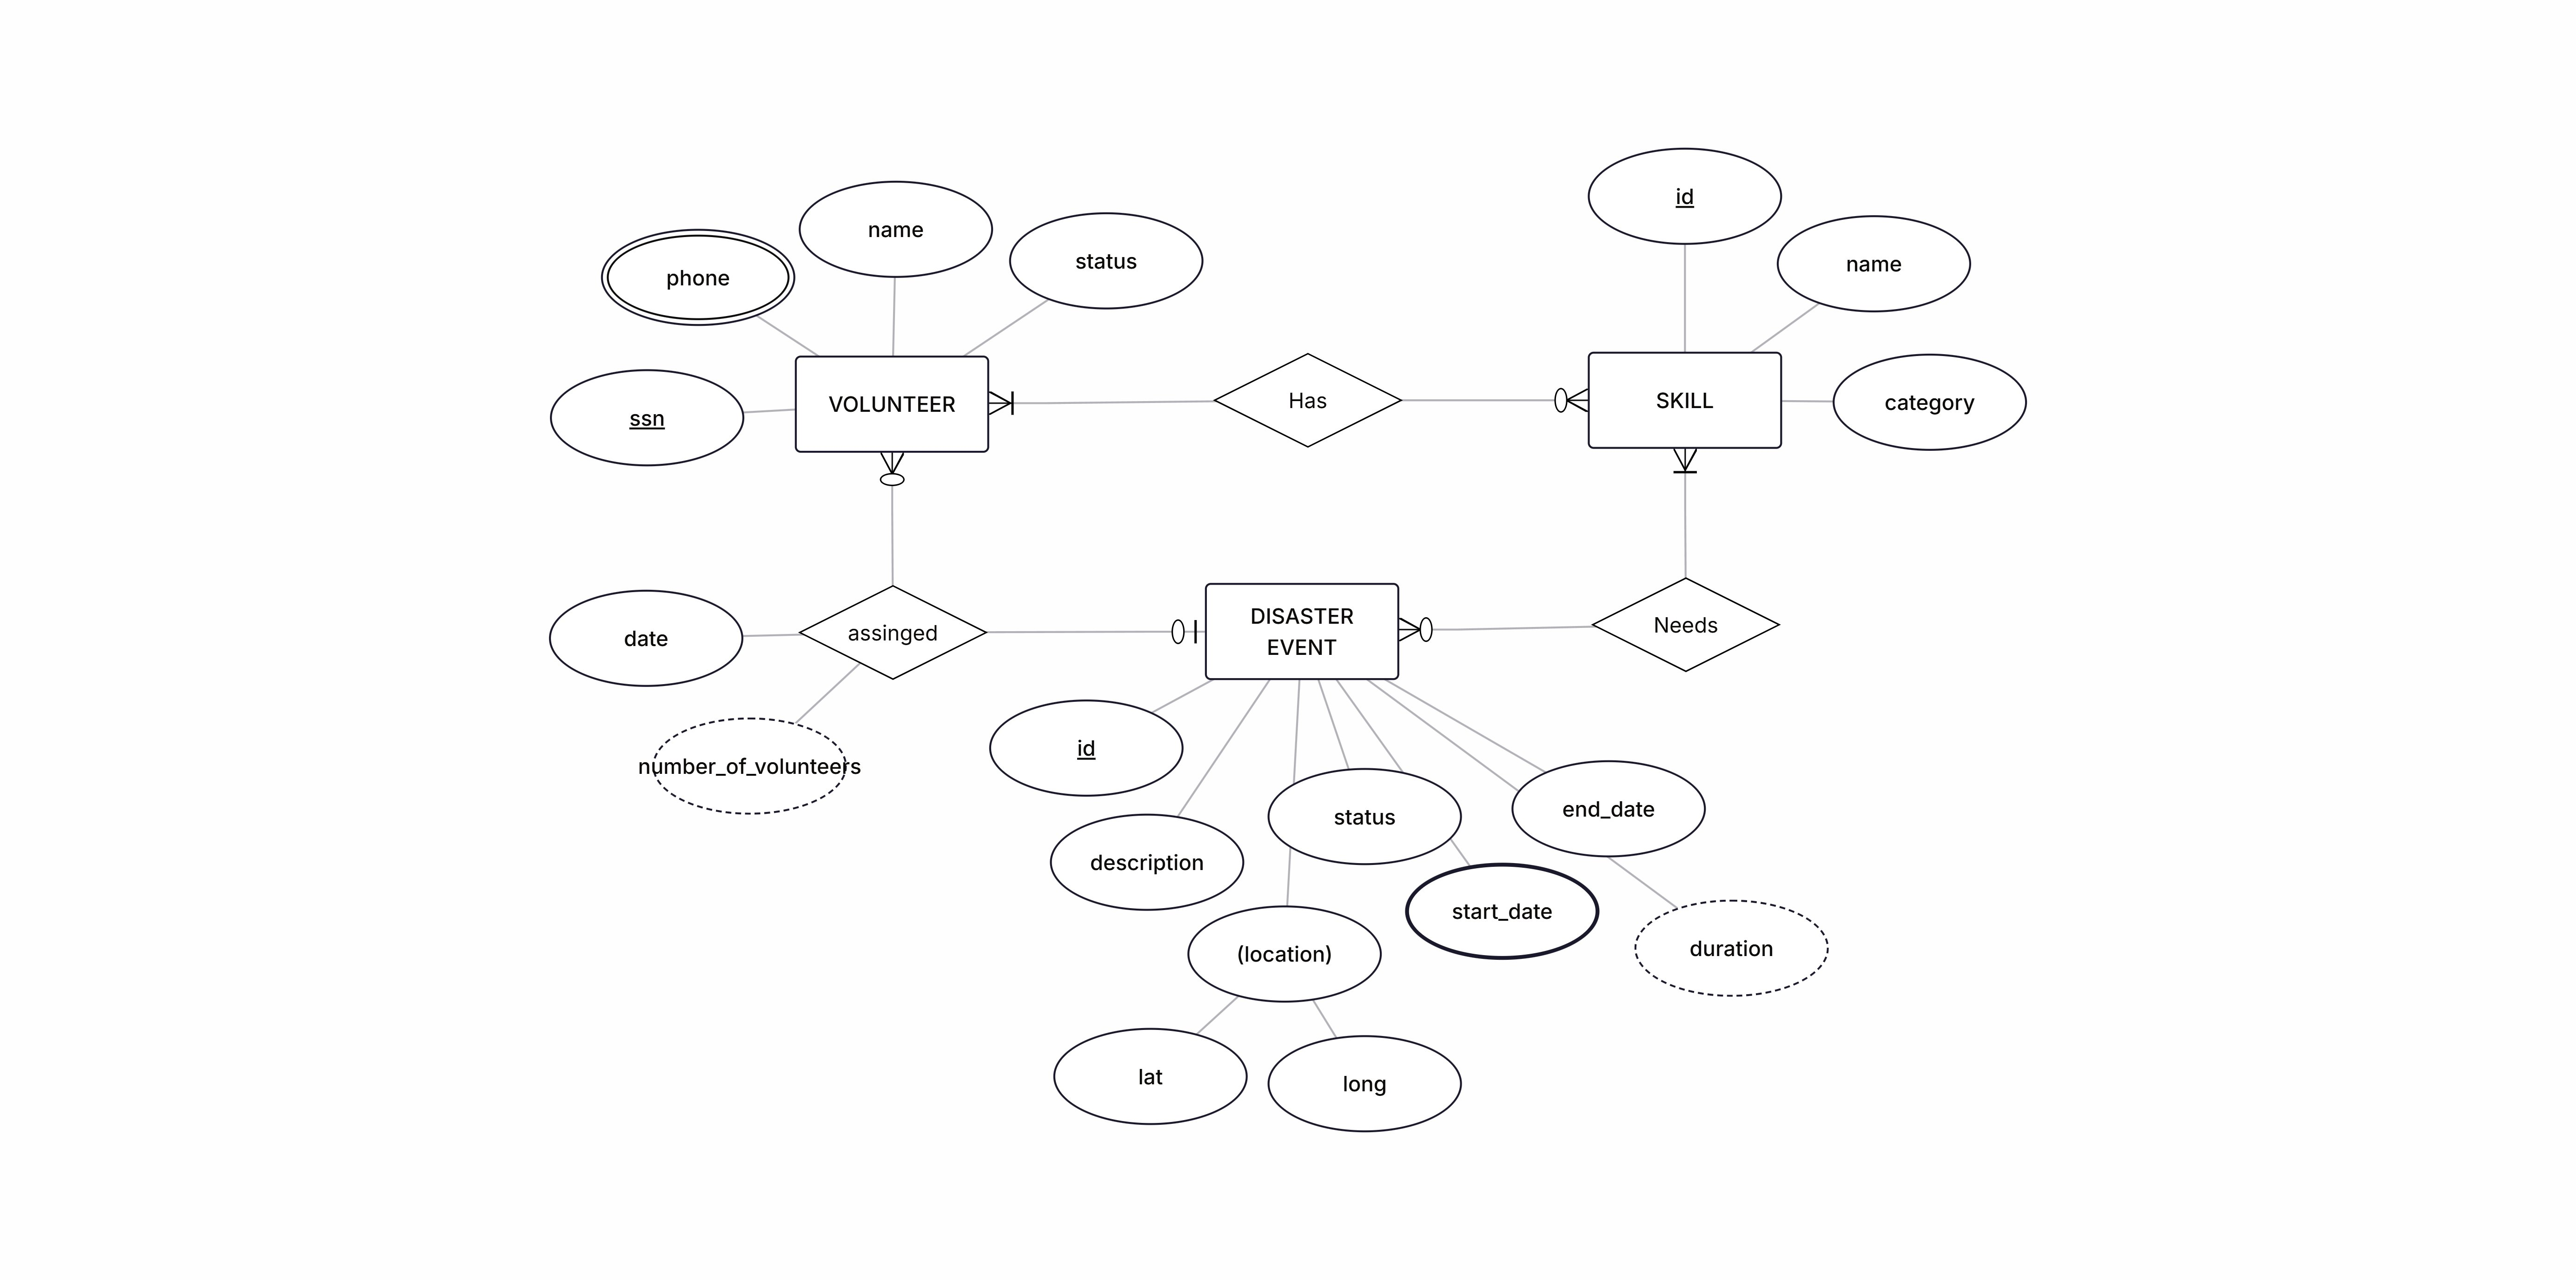 id
name
status
name
phone
Has
SKILL
category
VOLUNTEER
ssn
DISASTER
EVENT
Needs
assinged
date
id
number_of_volunteers
end_date
status
description
start_date
duration
(location)
lat
long